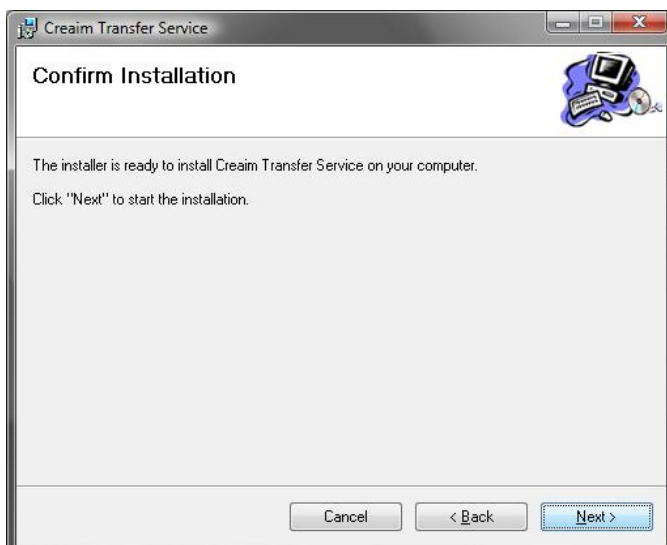 Creaim Transfer Service
Confirm Installation
The installer is ready to install Creaim Transfer Service on your computer.
Click "Next" to start the installation.
Cancel
< Back
Next >